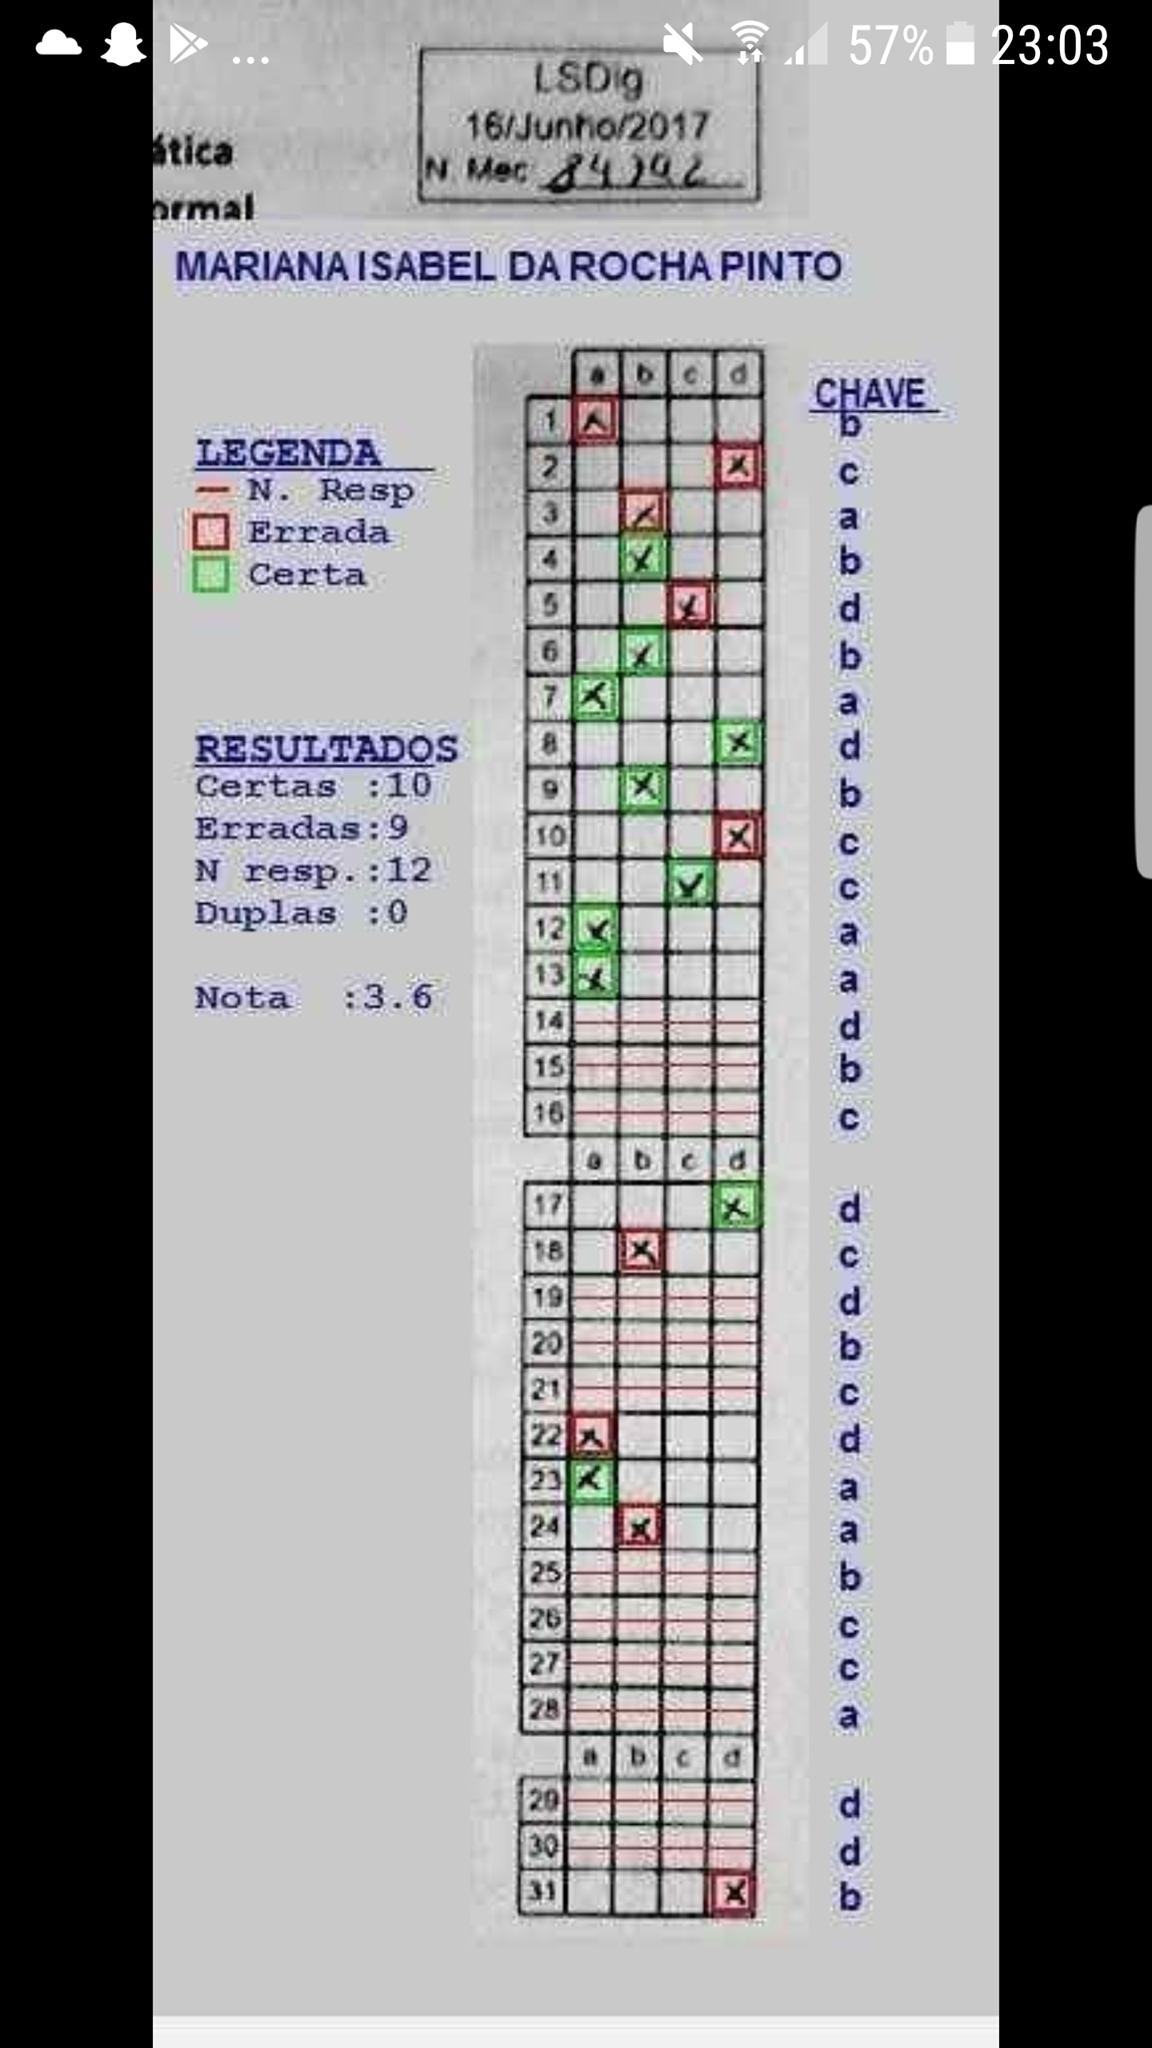 ... 57% 23:03
LSDig
16/Junho/2017
ática
N. Mec
ormal
MARIANA ISABEL DA ROCHA PINTO
a b c d
CHAVE
LEGENDA
N. Resp
Errada
Certa
RESULTADOS
Certas :10
Erradas:9
N resp.:12
Duplas :0
Nota :3.6
1 b
2 c
3 a
4 b
5 d
6 b
7 a
8 d
9 b
10 c
11 c
12 a
13 a
14 d
15 b
16 c
a b c d
17 d
18 c
19 d
20 b
21 c
22 d
23 a
24 a
25 b
26 c
27 c
28 a
a b c d
29 d
30 d
31 b